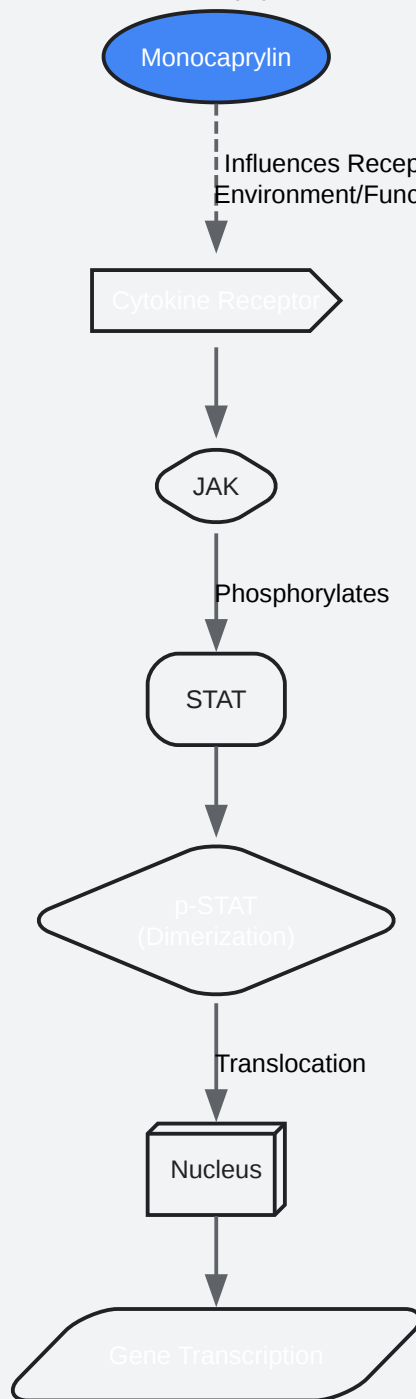 Monocaprylin
Influences Recep
Environment/Func
Cytokine Receptor
JAK
Phosphorylates
STAT
p-STAT
(Dimerization)
Translocation
Nucleus
Gene Transcription